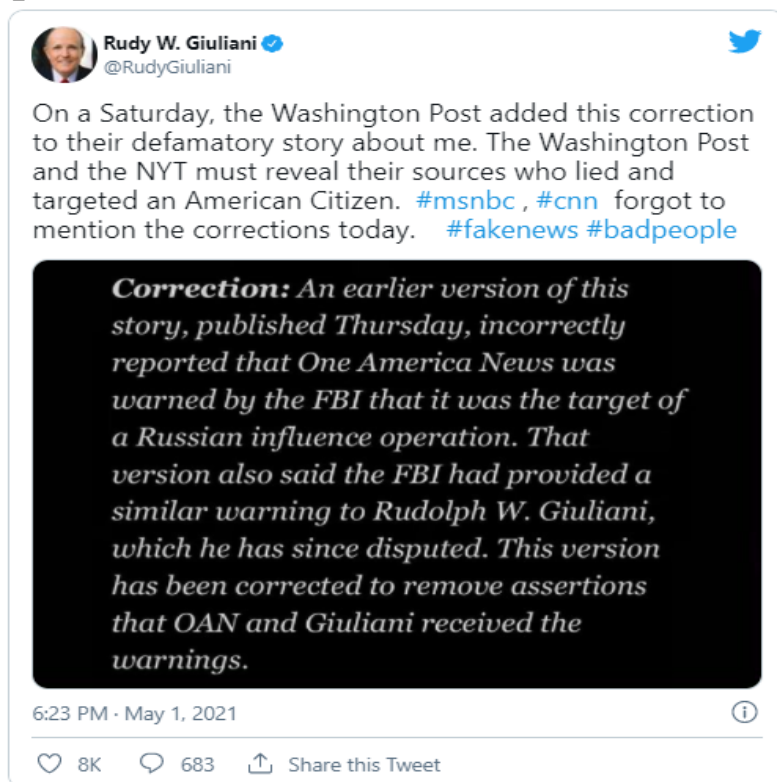 Rudy W. Giuliani
@RudyGiuliani
On a Saturday, the Washington Post added this correction
to their defamatory story about me. The Washington Post
and the NYT must reveal their sources who lied and
targeted an American Citizen. #msnbc , #cnn forgot to
mention the corrections today. #fakenews #badpeople
Correction: An earlier version of this
story, published Thursday, incorrectly
reported that One America News was
warned by the FBI that it was the target of
a Russian influence operation. That
version also said the FBI had provided a
similar warning to Rudolph W. Giuliani,
which he has since disputed. This version
has been corrected to remove assertions
that OAN and Giuliani received the
warnings.
6:23 PM · May 1, 2021
8K 683 Share this Tweet